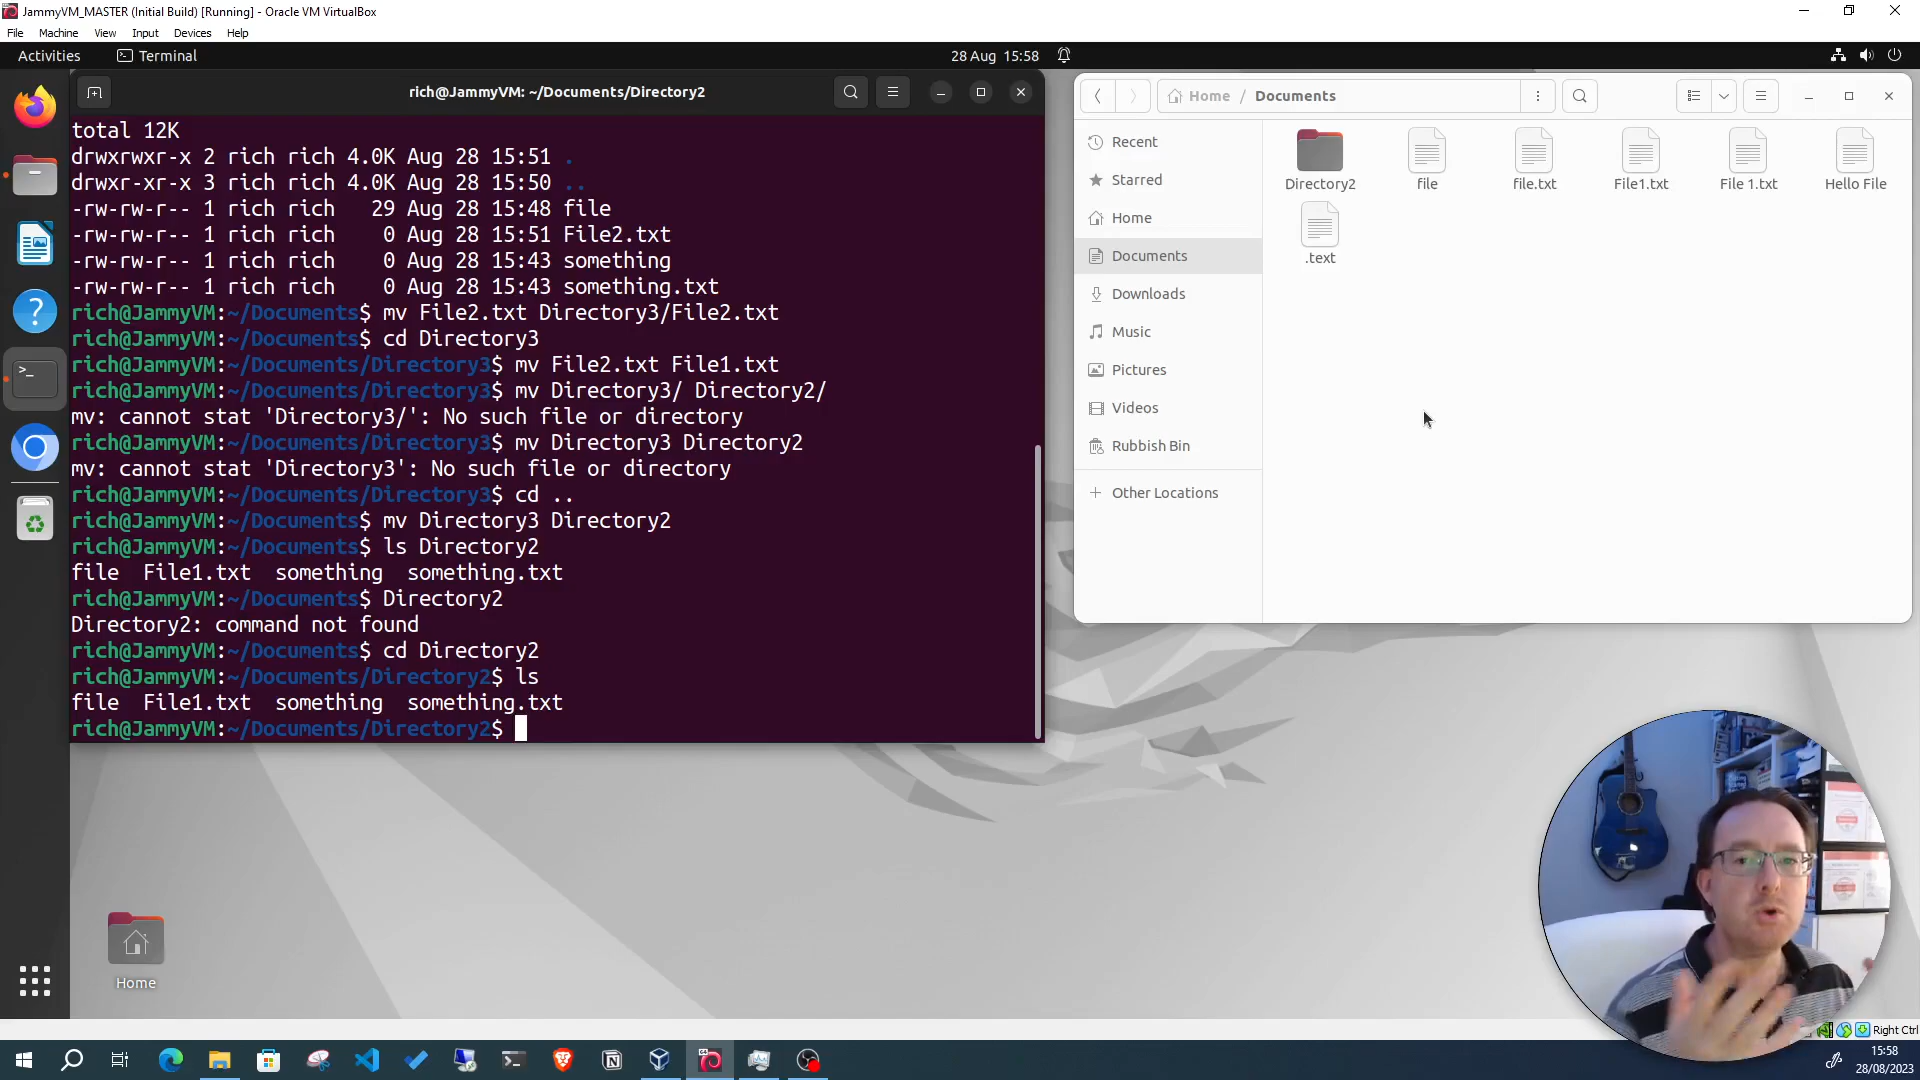 JammyVM_MASTER (Initial Build) [Running] - Oracle VM VirtualBox
File Machine View Input Devices Help
Activities Terminal 28 Aug 15:58
rich@JammyVM: ~/Documents/Directory2
total 12K
drwxrwxr-x 2 rich rich 4.0K Aug 28 15:51 .
drwxr-xr-x 3 rich rich 4.0K Aug 28 15:50 ..
-rw-rw-r-- 1 rich rich   29 Aug 28 15:48 file
-rw-rw-r-- 1 rich rich    0 Aug 28 15:51 File2.txt
-rw-rw-r-- 1 rich rich    0 Aug 28 15:43 something
-rw-rw-r-- 1 rich rich    0 Aug 28 15:43 something.txt
rich@JammyVM:~/Documents$ mv File2.txt Directory3/File2.txt
rich@JammyVM:~/Documents$ cd Directory3
rich@JammyVM:~/Documents/Directory3$ mv File2.txt File1.txt
rich@JammyVM:~/Documents/Directory3$ mv Directory3/ Directory2/
mv: cannot stat 'Directory3/': No such file or directory
rich@JammyVM:~/Documents/Directory3$ mv Directory3 Directory2
mv: cannot stat 'Directory3': No such file or directory
rich@JammyVM:~/Documents/Directory3$ cd ..
rich@JammyVM:~/Documents$ mv Directory3 Directory2
rich@JammyVM:~/Documents$ ls Directory2
file  File1.txt  something  something.txt
rich@JammyVM:~/Documents$ Directory2
Directory2: command not found
rich@JammyVM:~/Documents$ cd Directory2
rich@JammyVM:~/Documents/Directory2$ ls
file  File1.txt  something  something.txt
rich@JammyVM:~/Documents/Directory2$
Home / Documents
Recent
Starred
Home
Documents
Downloads
Music
Pictures
Videos
Rubbish Bin
+ Other Locations
Directory2 file file.txt File1.txt File 1.txt Hello File
.text
Home
Right Ctrl
15:58
28/08/2023